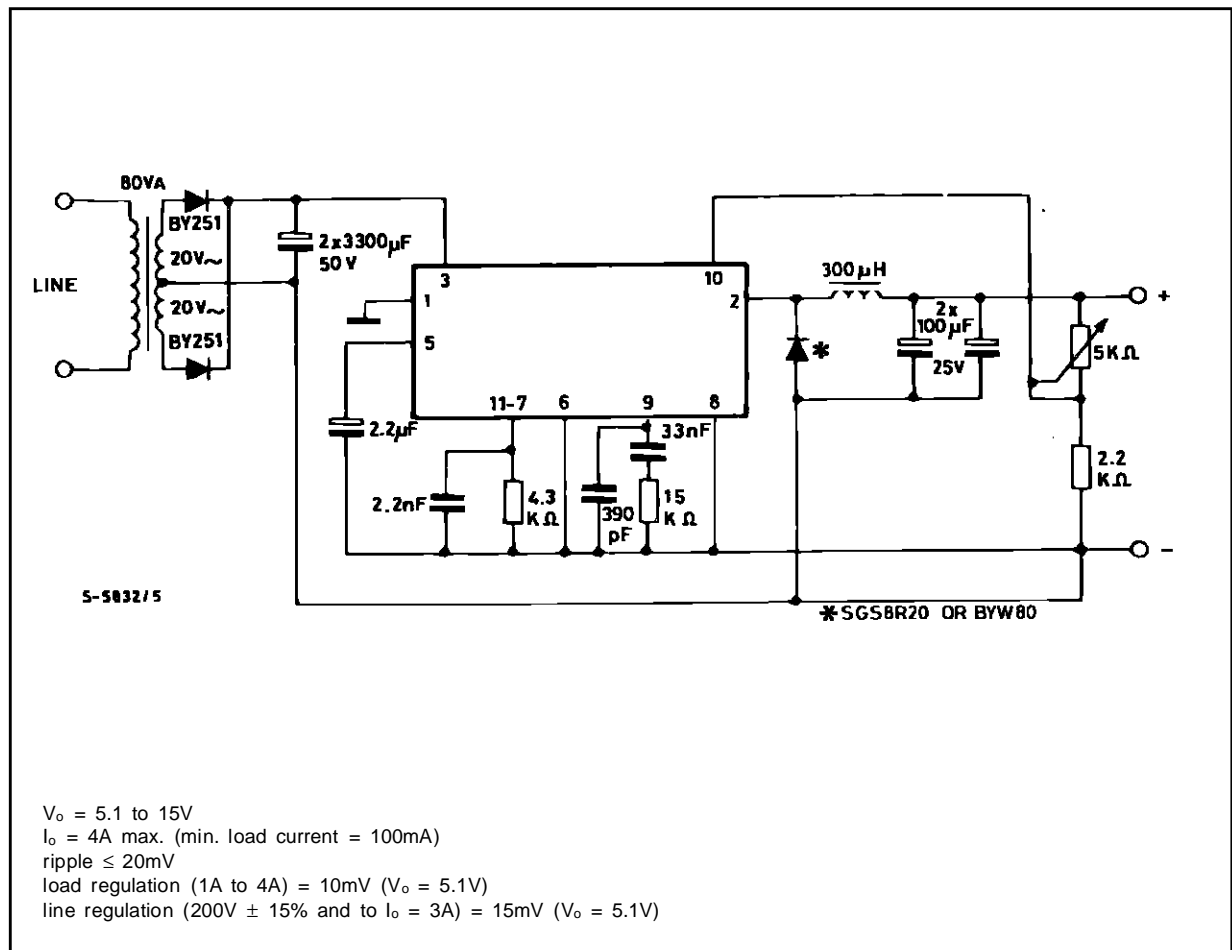 80VA
BY251
20V~
20V~
BY251
LINE
2x3300µF
50V
3
10
1
5
2
11-7
6
9
8
300µH
2x
100µF
25V
*
5KΩ
2.2
KΩ
2.2µF
2.2nF
4.3
KΩ
390
pF
33nF
15
KΩ
+
-
S-5832/5
*SGS8R20 OR BYW80
Vo = 5.1 to 15V
Io = 4A max. (min. load current = 100mA)
ripple ≤ 20mV
load regulation (1A to 4A) = 10mV (Vo = 5.1V)
line regulation (200V ± 15% and to Io = 3A) = 15mV (Vo = 5.1V)